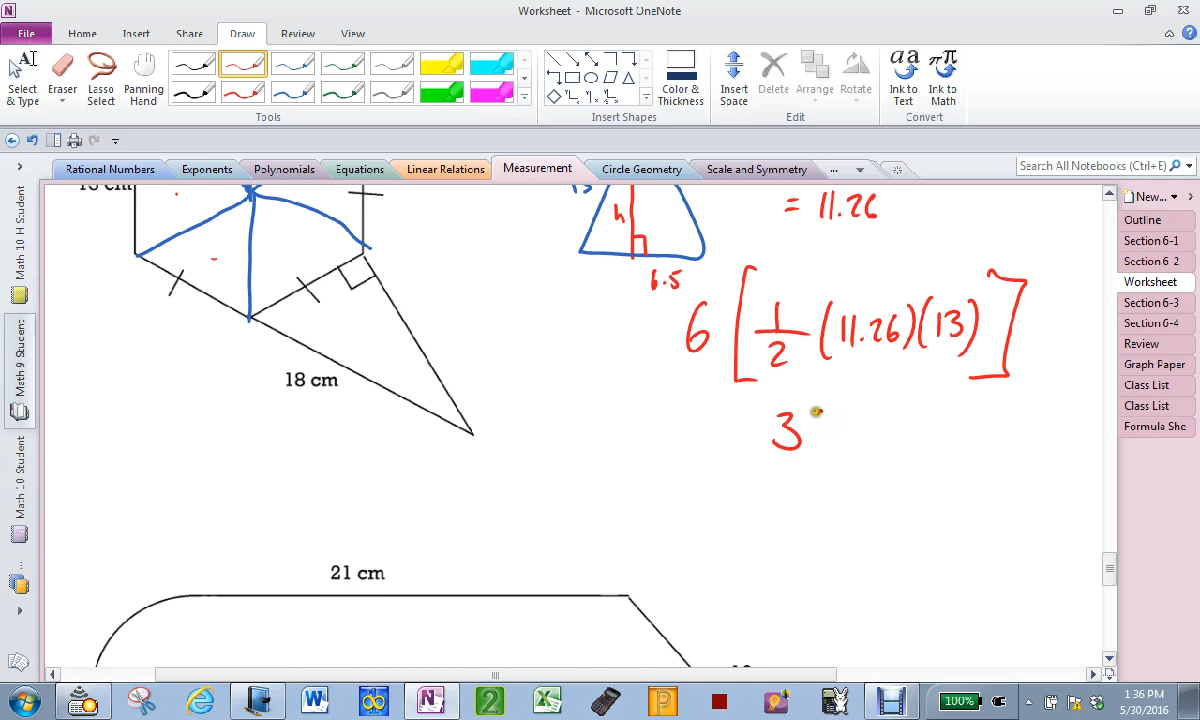 Worksheet - Microsoft OneNote
File Home Insert Share Draw Review View
Select & Type Eraser Lasso Select Panning Hand Color & Thickness Insert Space Delete Arrange Rotate Ink to Text Ink to Math
Tools Insert Shapes Edit Convert
Rational Numbers Exponents Polynomials Equations Linear Relations Measurement Circle Geometry Scale and Symmetry ... Search All Notebooks (Ctrl+E)
Math 10 H Student
Math 9 Student
Math 10 Student
New...
Outline
Section 6-1
Section 6-2
Worksheet
Section 6-3
Section 6-4
Review
Graph Paper
Class List
Class List
Formula She
13 cm
18 cm
21 cm
13
h
6.5
= 11.26
6 [ 1/2 (11.26)(13) ]
3
100%
1:36 PM
5/30/2016